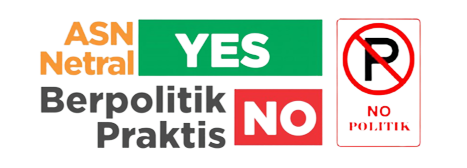 ASN
Netral
YES
Berpolitik
Praktis
NO
P
NO
POLITIK